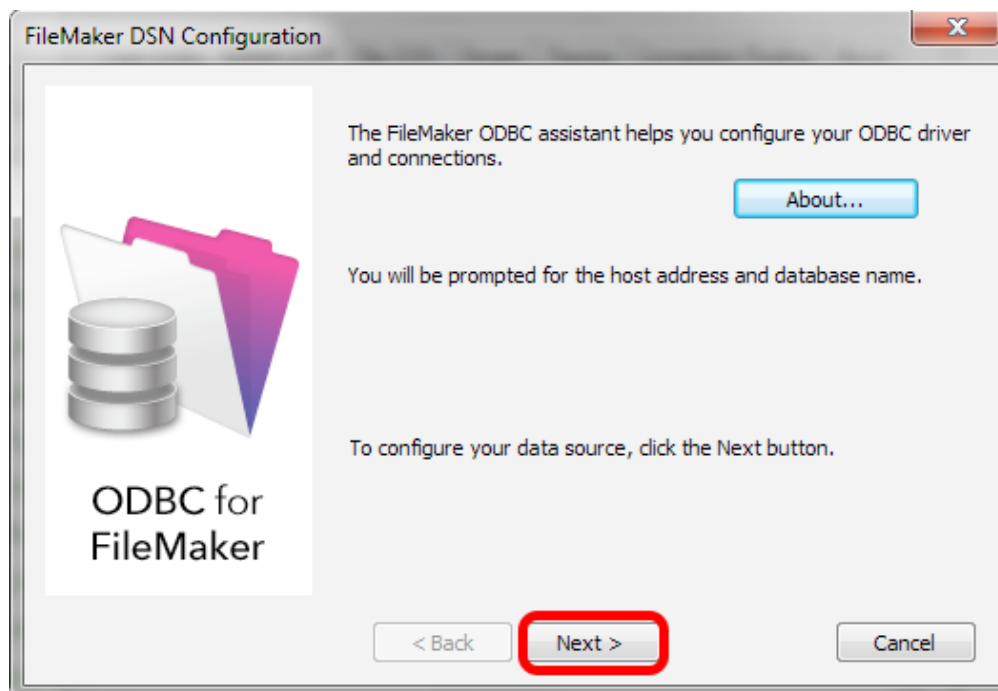 FileMaker DSN Configuration
The FileMaker ODBC assistant helps you configure your ODBC driver
and connections.
About...
You will be prompted for the host address and database name.
To configure your data source, click the Next button.
ODBC for
FileMaker
< Back
Next >
Cancel